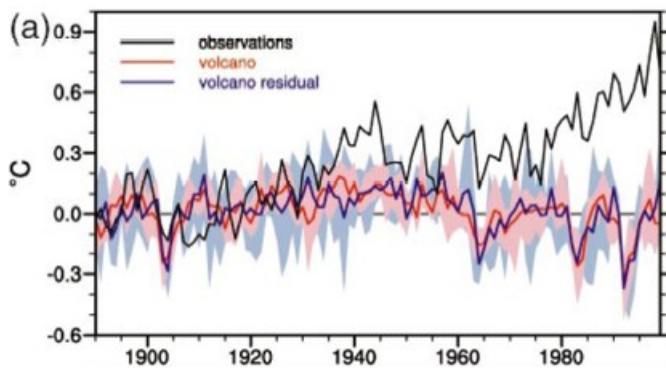 (a)
0.9
observations
volcano
volcano residual
0.6
0.3
°C
0.0
-0.3
-0.6
1900 1920 1940 1960 1980